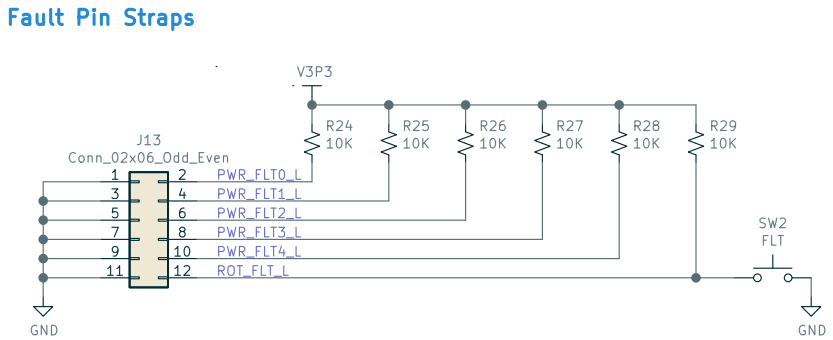 Fault Pin Straps
V3P3
R24 R25 R26 R27 R28 R29
10K 10K 10K 10K 10K 10K
J13
Conn_02x06_Odd_Even
1 2 PWR_FLT0_L
3 4 PWR_FLT1_L
5 6 PWR_FLT2_L
7 8 PWR_FLT3_L
9 10 PWR_FLT4_L
11 12 ROT_FLT_L
SW2
FLT
GND GND